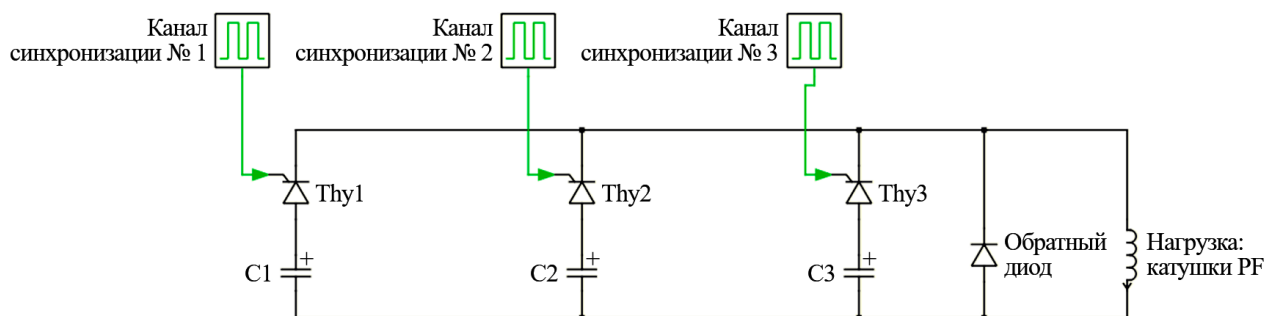 Канал
синхронизации № 1
Канал
синхронизации № 2
Канал
синхронизации № 3
Thy1
Thy2
Thy3
C1
+
C2
+
C3
+
Обратный
диод
Нагрузка:
катушки PF